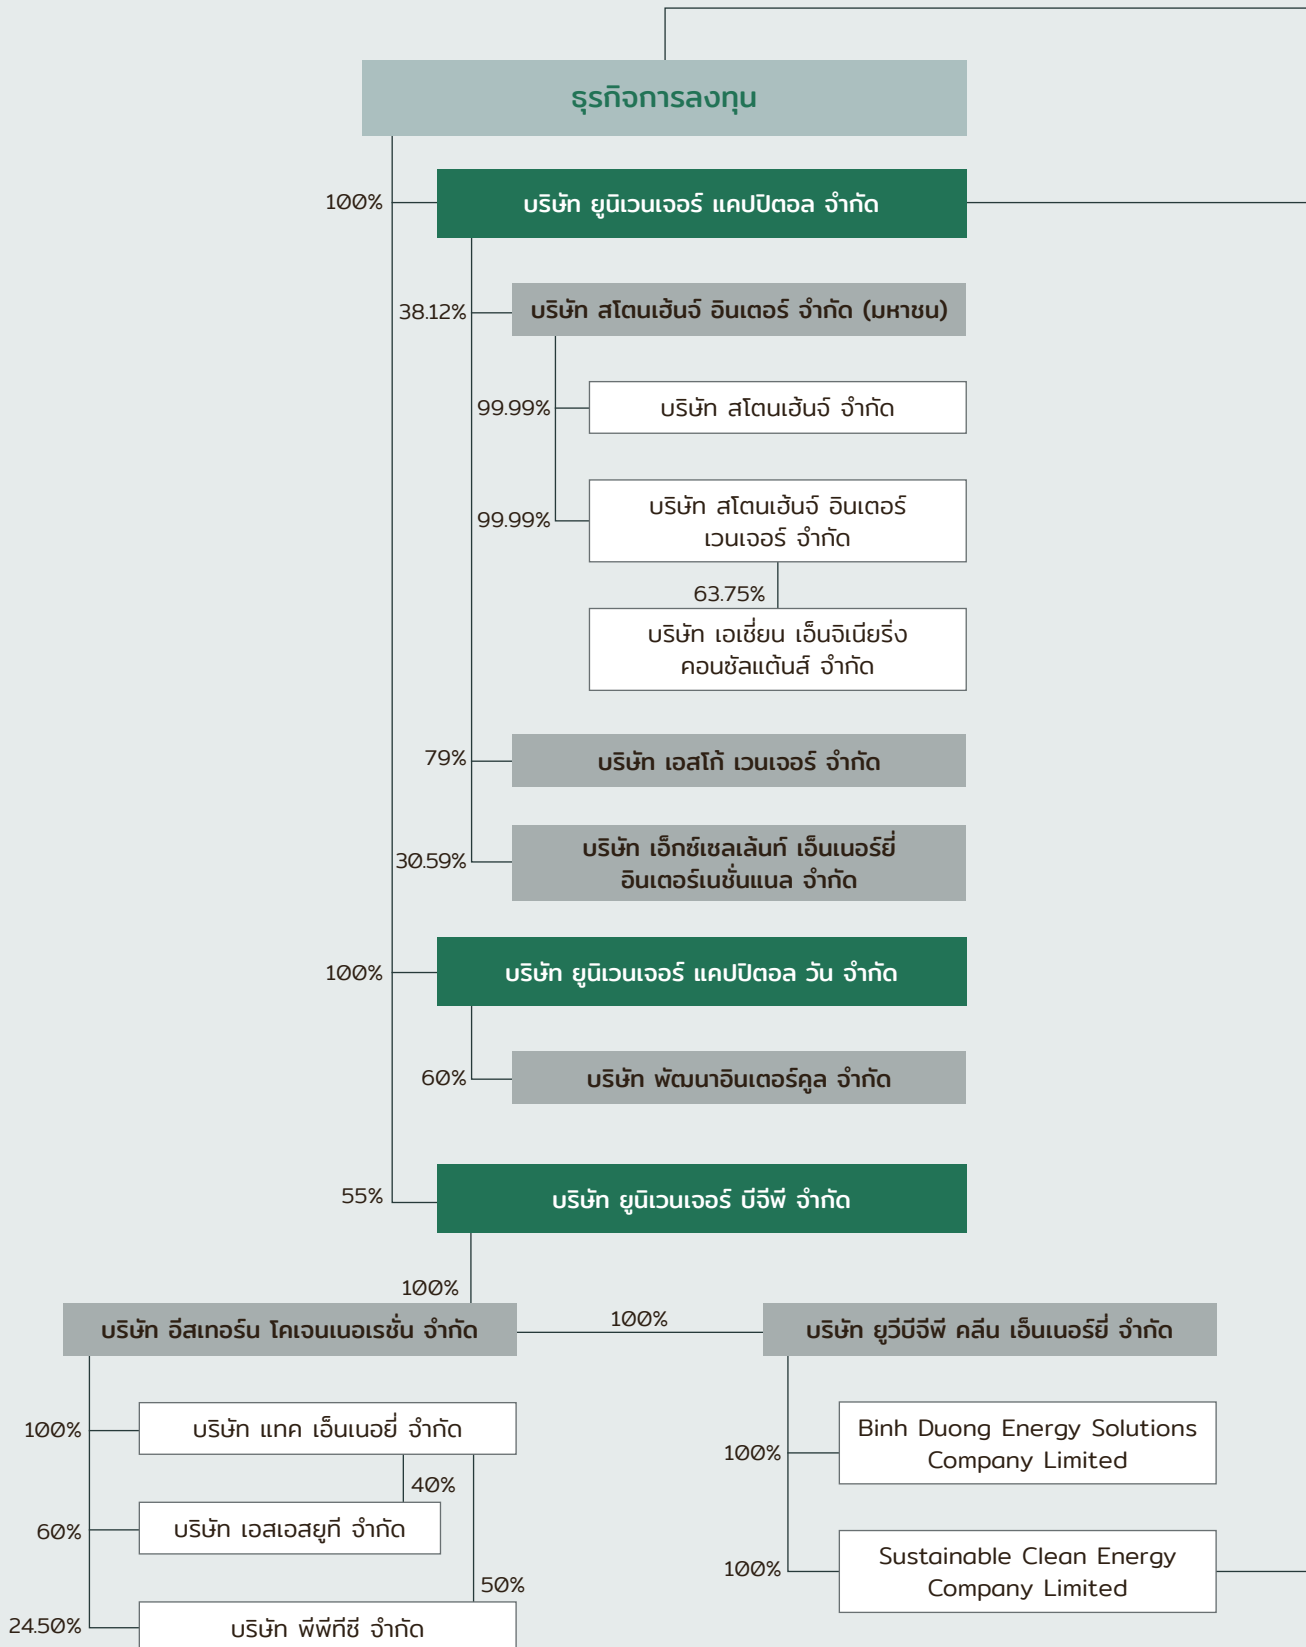 ธุรกิจการลงทุน
100%
บริษัท ยูนิเวนเจอร์ แคปปิตอล จำกัด
38.12%
บริษัท สโตนเฮ้นจ์ อินเตอร์ จำกัด (มหาชน)
99.99%
บริษัท สโตนเฮ้นจ์ จำกัด
99.99%
บริษัท สโตนเฮ้นจ์ อินเตอร์
เวนเจอร์ จำกัด
63.75%
บริษัท เอเชี่ยน เอ็นจิเนียริ่ง
คอนซัลแต้นส์ จำกัด
79%
บริษัท เอสโก้ เวนเจอร์ จำกัด
30.59%
บริษัท เอ็กซ์เซลเล้นท์ เอ็นเนอร์ยี่
อินเตอร์เนชั่นแนล จำกัด
100%
บริษัท ยูนิเวนเจอร์ แคปปิตอล วัน จำกัด
60%
บริษัท พัฒนาอินเตอร์คูล จำกัด
55%
บริษัท ยูนิเวนเจอร์ บีจีพี จำกัด
100%
บริษัท อีสเทอร์น โคเจนเนอเรชั่น จำกัด
100%
บริษัท ยูวีบีจีพี คลีน เอ็นเนอร์ยี่ จำกัด
100%
บริษัท แทค เอ็นเนอยี่ จำกัด
40%
60%
บริษัท เอสเอสยูที จำกัด
50%
24.50%
บริษัท พีพีทีซี จำกัด
100%
Binh Duong Energy Solutions
Company Limited
100%
Sustainable Clean Energy
Company Limited